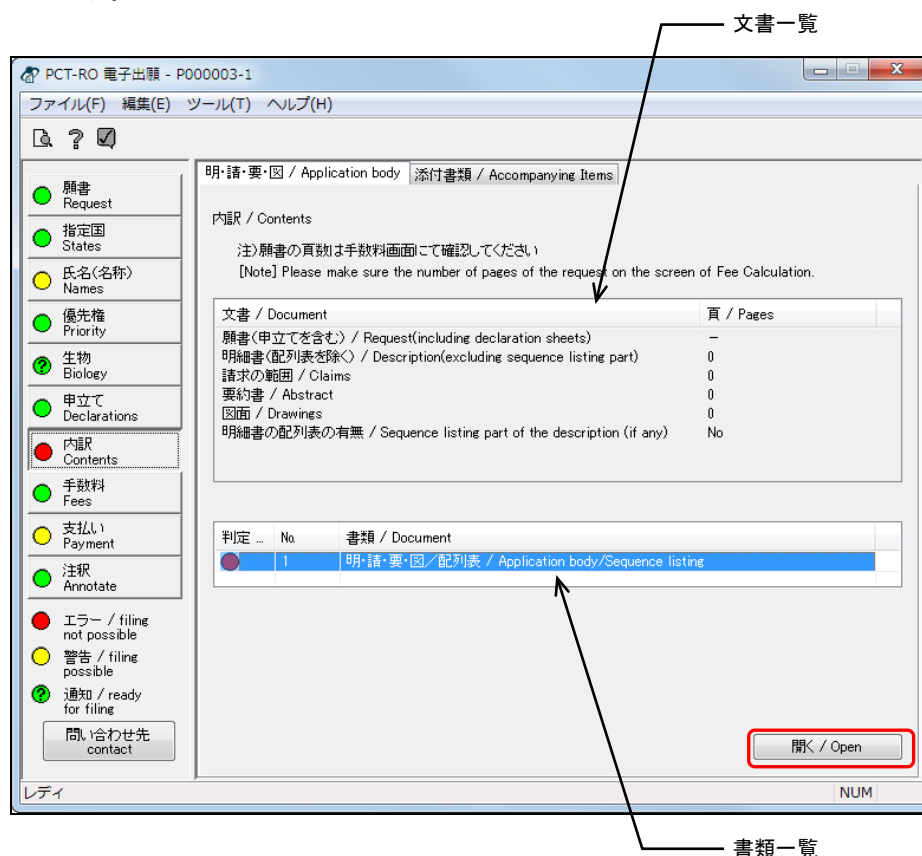 文書一覧
PCT-RO 電子出願 - P000003-1
ファイル(F) 編集(E) ツール(T) ヘルプ(H)
明・請・要・図 / Application body 添付書類 / Accompanying Items
願書
Request
指定国
States
氏名(名称)
Names
優先権
Priority
生物
Biology
申立て
Declarations
内訳
Contents
手数料
Fees
支払い
Payment
注釈
Annotate
エラー / filing
not possible
警告 / filing
possible
通知 / ready
for filing
問い合わせ先
contact
内訳 / Contents
注)願書の頁数は手数料画面にて確認してください
[Note] Please make sure the number of pages of the request on the screen of Fee Calculation.
文書 / Document 頁 / Pages
願書(申立てを含む) / Request(including declaration sheets) -
明細書(配列表を除く) / Description(excluding sequence listing part) 0
請求の範囲 / Claims 0
要約書 / Abstract 0
図面 / Drawings 0
明細書の配列表の有無 / Sequence listing part of the description (if any) No
判定 ... No. 書類 / Document
1 明・請・要・図/配列表 / Application body/Sequence listing
開く / Open
レディ NUM
書類一覧